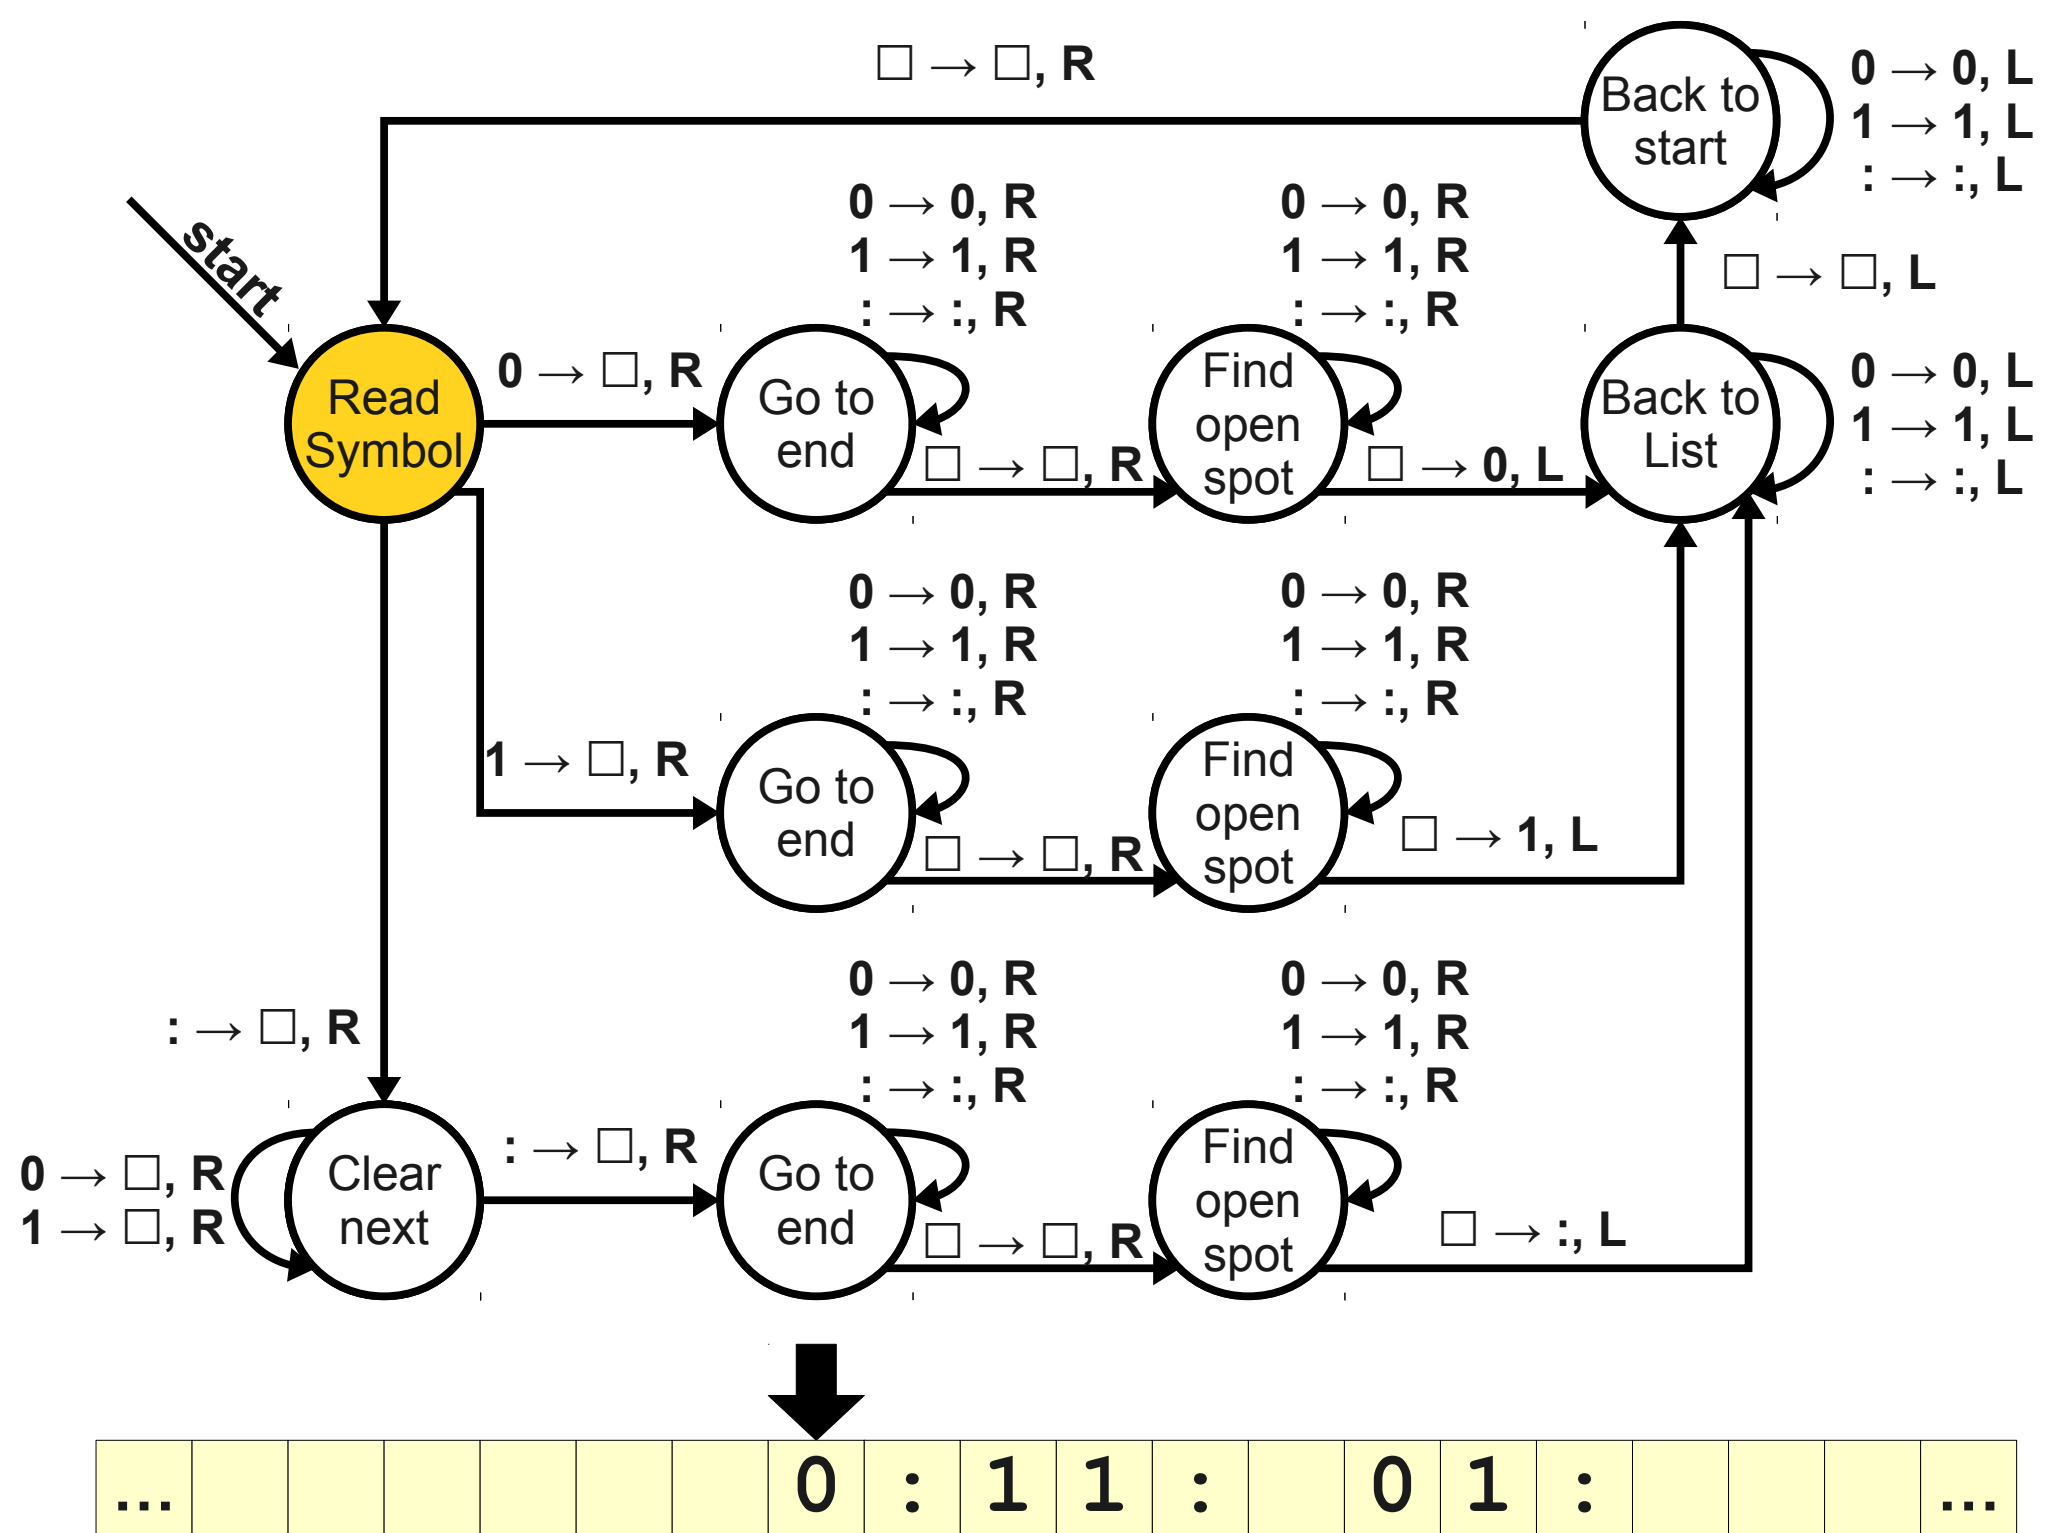 □ → □, R
Back to
start
0 → 0, L
1 → 1, L
: → :, L
start
0 → 0, R
1 → 1, R
: → :, R
0 → 0, R
1 → 1, R
: → :, R
□ → □, L
Read
Symbol
0 → □, R
Go to
end
□ → □, R
Find
open
spot
□ → 0, L
Back to
List
0 → 0, L
1 → 1, L
: → :, L
0 → 0, R
1 → 1, R
: → :, R
0 → 0, R
1 → 1, R
: → :, R
1 → □, R
Go to
end
□ → □, R
Find
open
spot
□ → 1, L
0 → 0, R
1 → 1, R
: → :, R
0 → 0, R
1 → 1, R
: → :, R
: → □, R
0 → □, R
1 → □, R
Clear
next
: → □, R
Go to
end
□ → □, R
Find
open
spot
□ → :, L
... 0 : 1 1 : 0 1 : ...